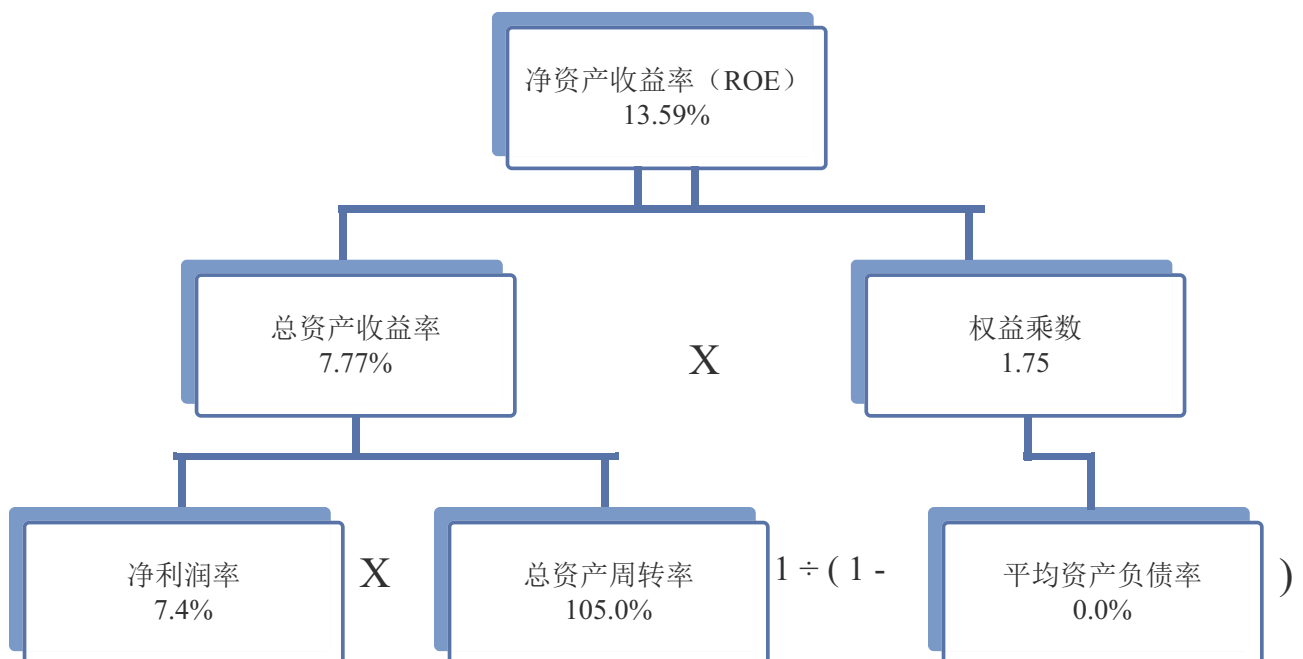 净资产收益率（ROE）
13.59%
总资产收益率
7.77%
X
权益乘数
1.75
净利润率
7.4%
X
总资产周转率
105.0%
1 ÷ ( 1 -
平均资产负债率
0.0%
)